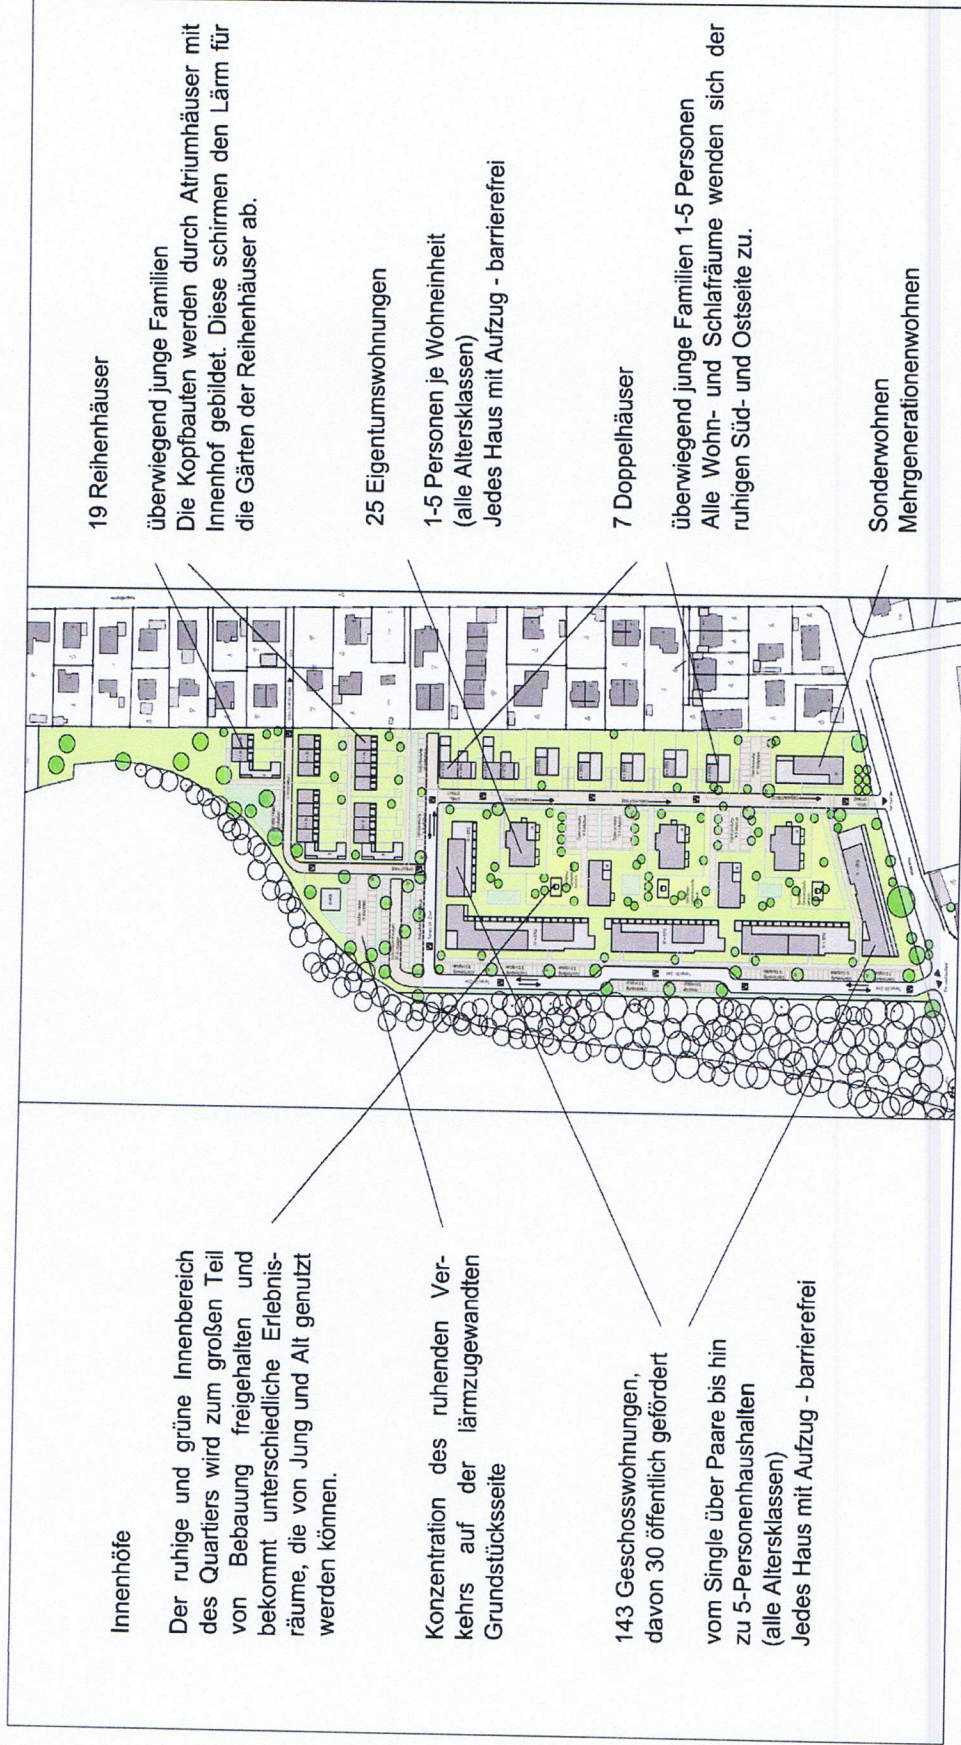 Innenhöfe
Der ruhige und grüne Innenbereich
des Quartiers wird zum großen Teil
von Bebauung freigehalten und
bekommt unterschiedliche Erlebnis-
räume, die von Jung und Alt genutzt
werden können.
Konzentration des ruhenden Ver-
kehrs auf der lärmzugewandten
Grundstücksseite
143 Geschosswohnungen,
davon 30 öffentlich gefördert
vom Single über Paare bis hin
zu 5-Personenhaushalten
(alle Altersklassen)
Jedes Haus mit Aufzug - barrierefrei
19 Reihenhäuser
überwiegend junge Familien
Die Kopfbauten werden durch Atriumhäuser mit
Innenhof gebildet. Diese schirmen den Lärm für
die Gärten der Reihenhäuser ab.
25 Eigentumswohnungen
1-5 Personen je Wohneinheit
(alle Altersklassen)
Jedes Haus mit Aufzug - barrierefrei
7 Doppelhäuser
überwiegend junge Familien 1-5 Personen
Alle Wohn- und Schlafräume wenden sich der
ruhigen Süd- und Ostseite zu.
Sonderwohnen
Mehrgenerationenwohnen